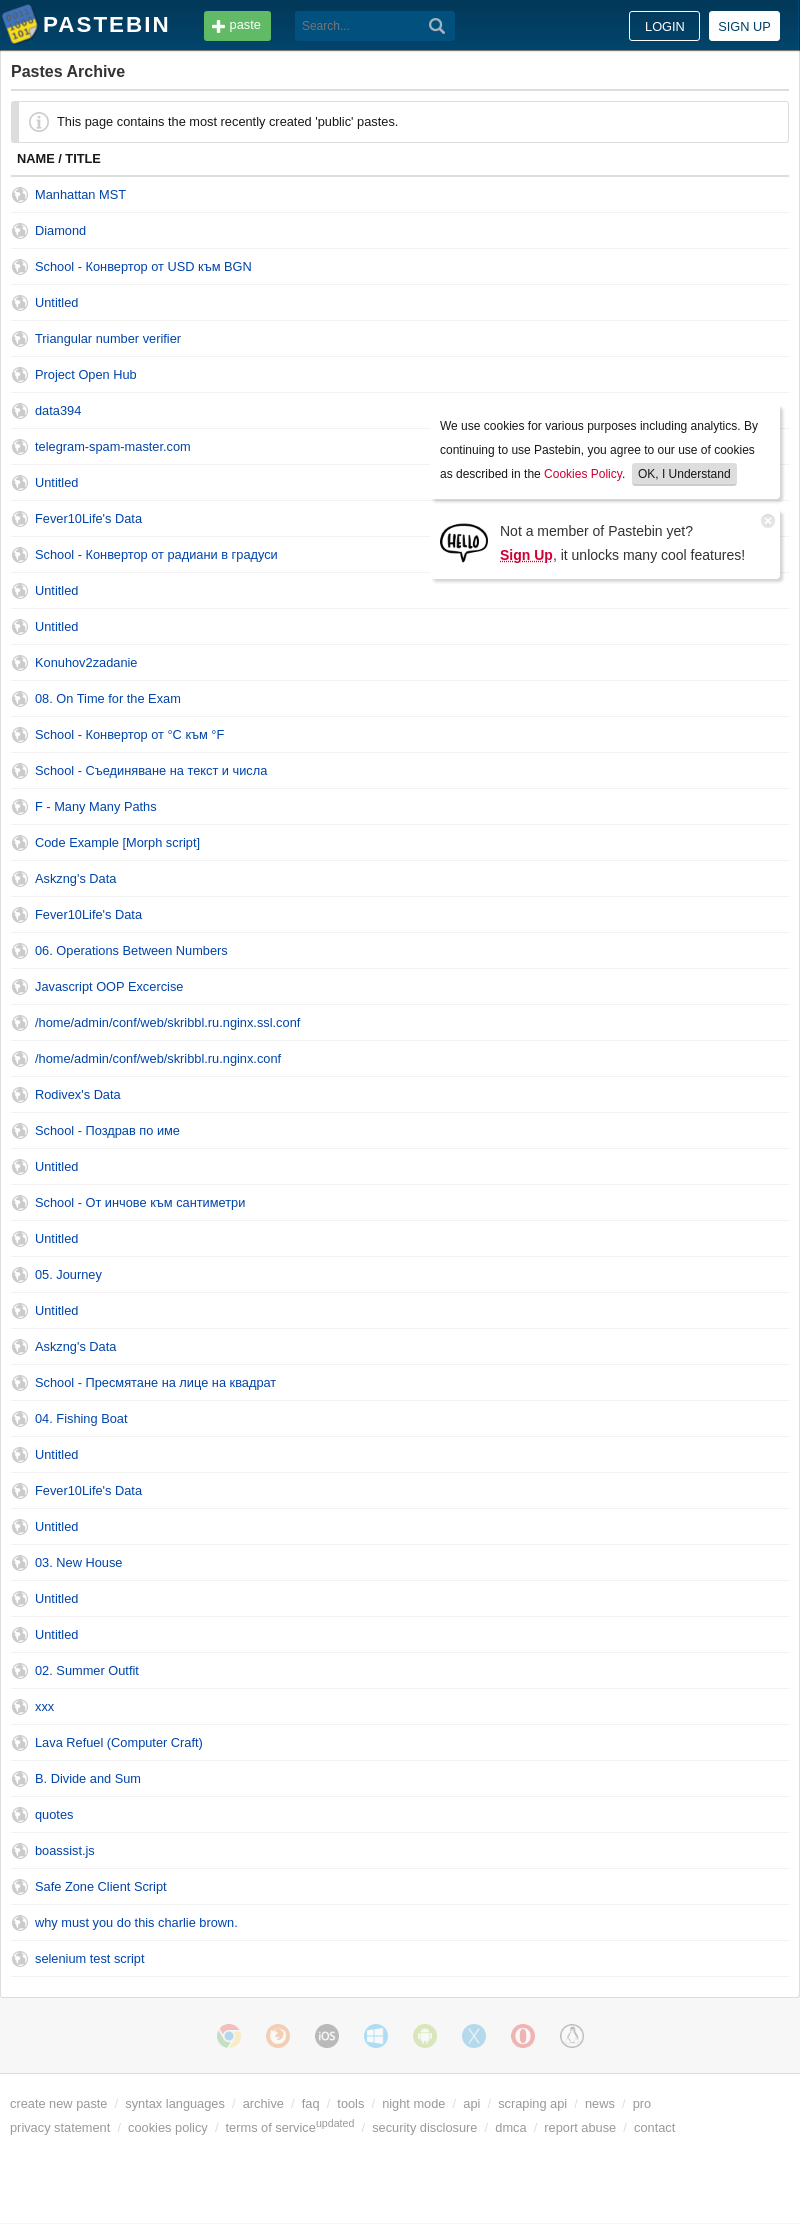 PASTEBIN
paste
Search...
LOGIN
SIGN UP
Pastes Archive
This page contains the most recently created 'public' pastes.
NAME / TITLE
Manhattan MST
Diamond
School - Конвертор от USD към BGN
Untitled
Triangular number verifier
Project Open Hub
data394
telegram-spam-master.com
Untitled
Fever10Life's Data
School - Конвертор от радиани в градуси
We use cookies for various purposes including analytics. By
continuing to use Pastebin, you agree to our use of cookies
as described in the Cookies Policy. OK, I Understand
HELLO
Not a member of Pastebin yet?
Sign Up, it unlocks many cool features!
Untitled
Untitled
Konuhov2zadanie
08. On Time for the Exam
School - Конвертор от °C към °F
School - Съединяване на текст и числа
F - Many Many Paths
Code Example [Morph script]
Askzng's Data
Fever10Life's Data
06. Operations Between Numbers
Javascript OOP Excercise
/home/admin/conf/web/skribbl.ru.nginx.ssl.conf
/home/admin/conf/web/skribbl.ru.nginx.conf
Rodivex's Data
School - Поздрав по име
Untitled
School - От инчове към сантиметри
Untitled
05. Journey
Untitled
Askzng's Data
School - Пресмятане на лице на квадрат
04. Fishing Boat
Untitled
Fever10Life's Data
Untitled
03. New House
Untitled
Untitled
02. Summer Outfit
xxx
Lava Refuel (Computer Craft)
B. Divide and Sum
quotes
boassist.js
Safe Zone Client Script
why must you do this charlie brown.
selenium test script
iOS
create new paste / syntax languages / archive / faq / tools / night mode / api / scraping api / news / pro
privacy statement / cookies policy / terms of service updated / security disclosure / dmca / report abuse / contact